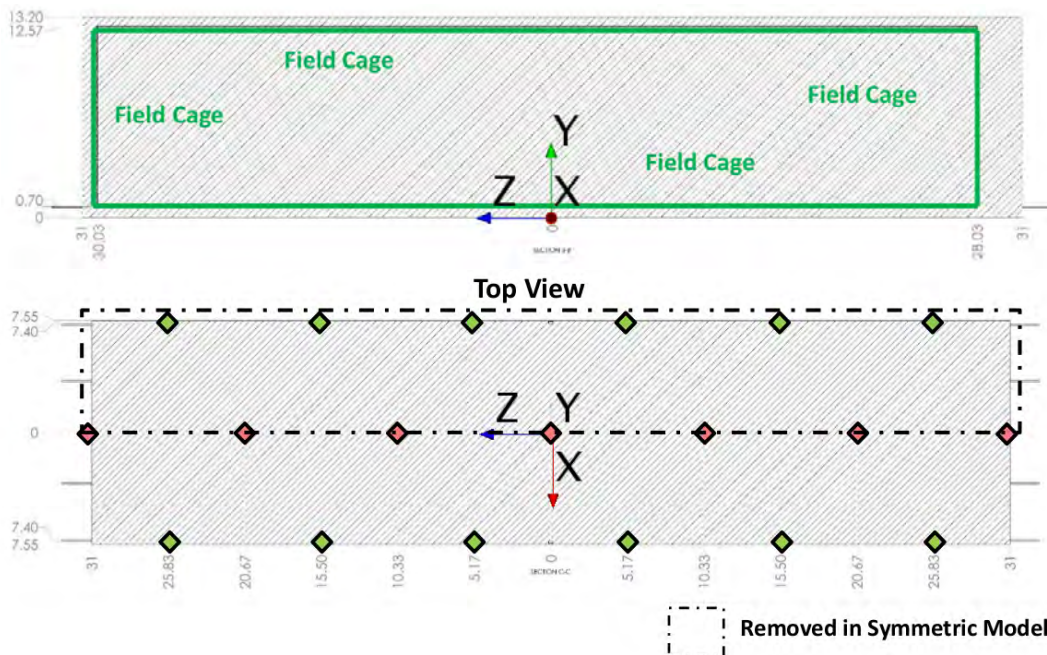 13.20
12.57
Field Cage
Field Cage
Field Cage
Field Cage
Y
0.70
Z X
0
31
30.03
0
28.03
31
Top View
7.55
7.40
Z Y
0
X
7.40
7.55
31
25.83
20.67
15.50
10.33
5.17
0
5.17
10.33
15.50
20.67
25.83
31
SECTION C-C
Removed in Symmetric Model